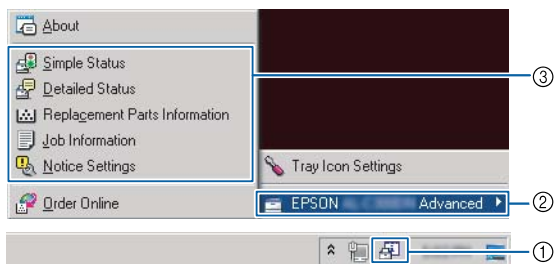 About
Simple Status
Detailed Status
Replacement Parts Information
Job Information
Notice Settings
Order Online
Tray Icon Settings
EPSON Advanced
③
②
①